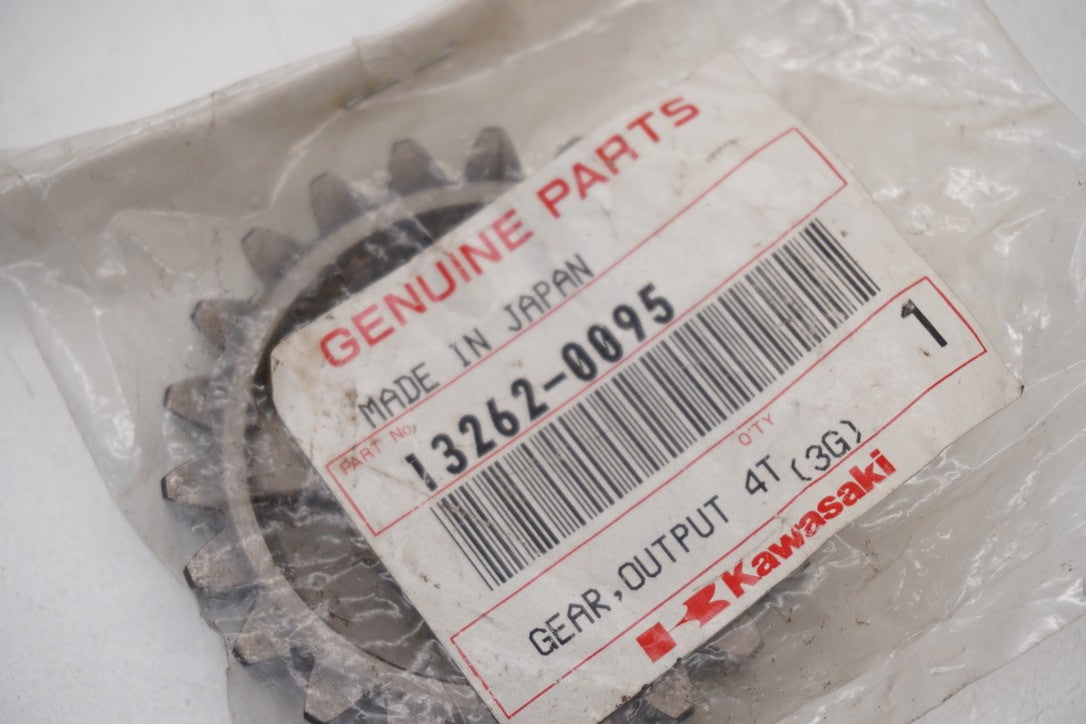 GENUINE PARTS
MADE IN JAPAN
PART No. 13262-0095
Q'TY 1
GEAR,OUTPUT 4T (3G)
Kawasaki